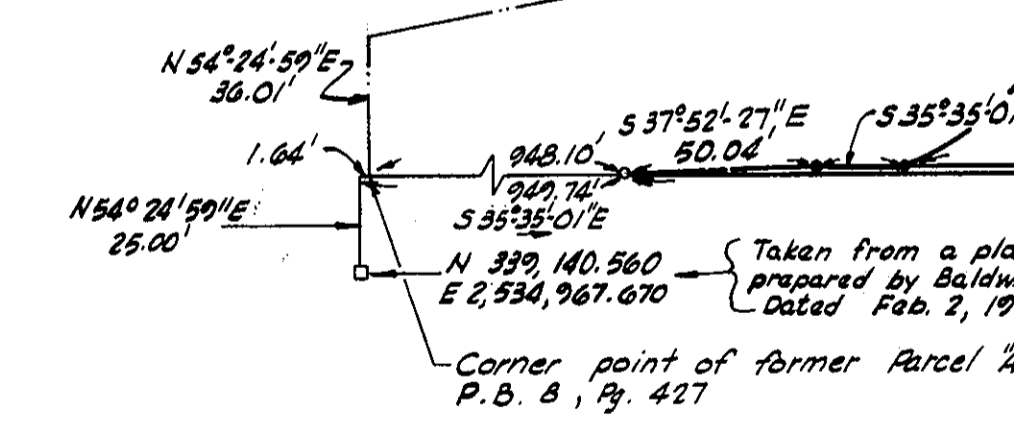 N 54°-24'-59" E
36.01'
1.64'
948.10'
949.74'
S 35°-35'-01" E
S 37°-52'-27" E
50.04'
S 35°-35'-0
N 54° 24' 59" E
25.00'
N 339,140.560
E 2,534,967.670
Taken from a pla
prepared by Baldw
Dated Feb. 2, 19
Corner point of former Parcel
P.B. 8, Pg. 427